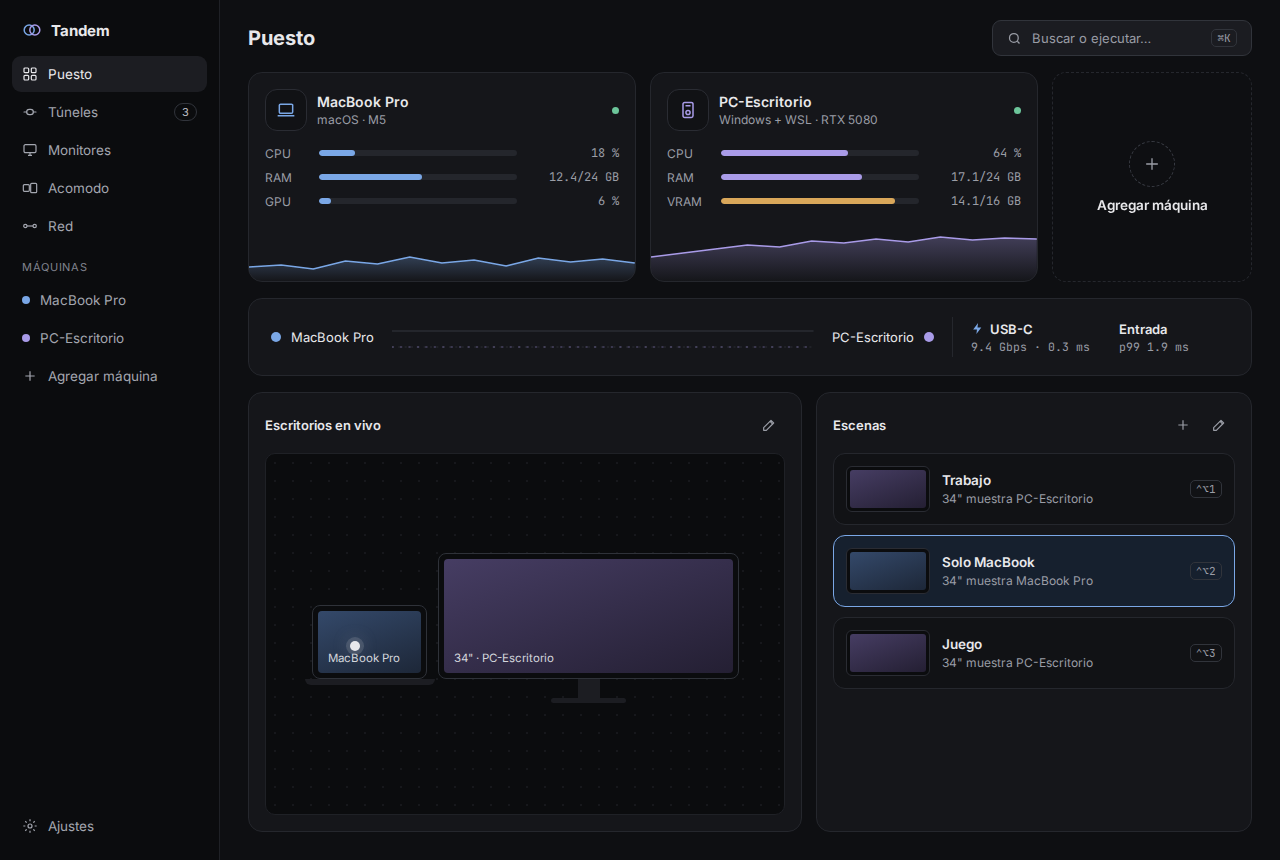 Tandem
Puesto
Túneles
3
Monitores
Acomodo
Red
MÁQUINAS
MacBook Pro
PC-Escritorio
Agregar máquina
Ajustes
Puesto
Buscar o ejecutar...
⌘K
MacBook Pro
macOS · M5
CPU
18 %
RAM
12.4/24 GB
GPU
6 %
PC-Escritorio
Windows + WSL · RTX 5080
CPU
64 %
RAM
17.1/24 GB
VRAM
14.1/16 GB
Agregar máquina
MacBook Pro
PC-Escritorio
USB-C
9.4 Gbps · 0.3 ms
Entrada
p99 1.9 ms
Escritorios en vivo
MacBook Pro
34" · PC-Escritorio
Escenas
Trabajo
34" muestra PC-Escritorio
⌃⌥1
Solo MacBook
34" muestra MacBook Pro
⌃⌥2
Juego
34" muestra PC-Escritorio
⌃⌥3